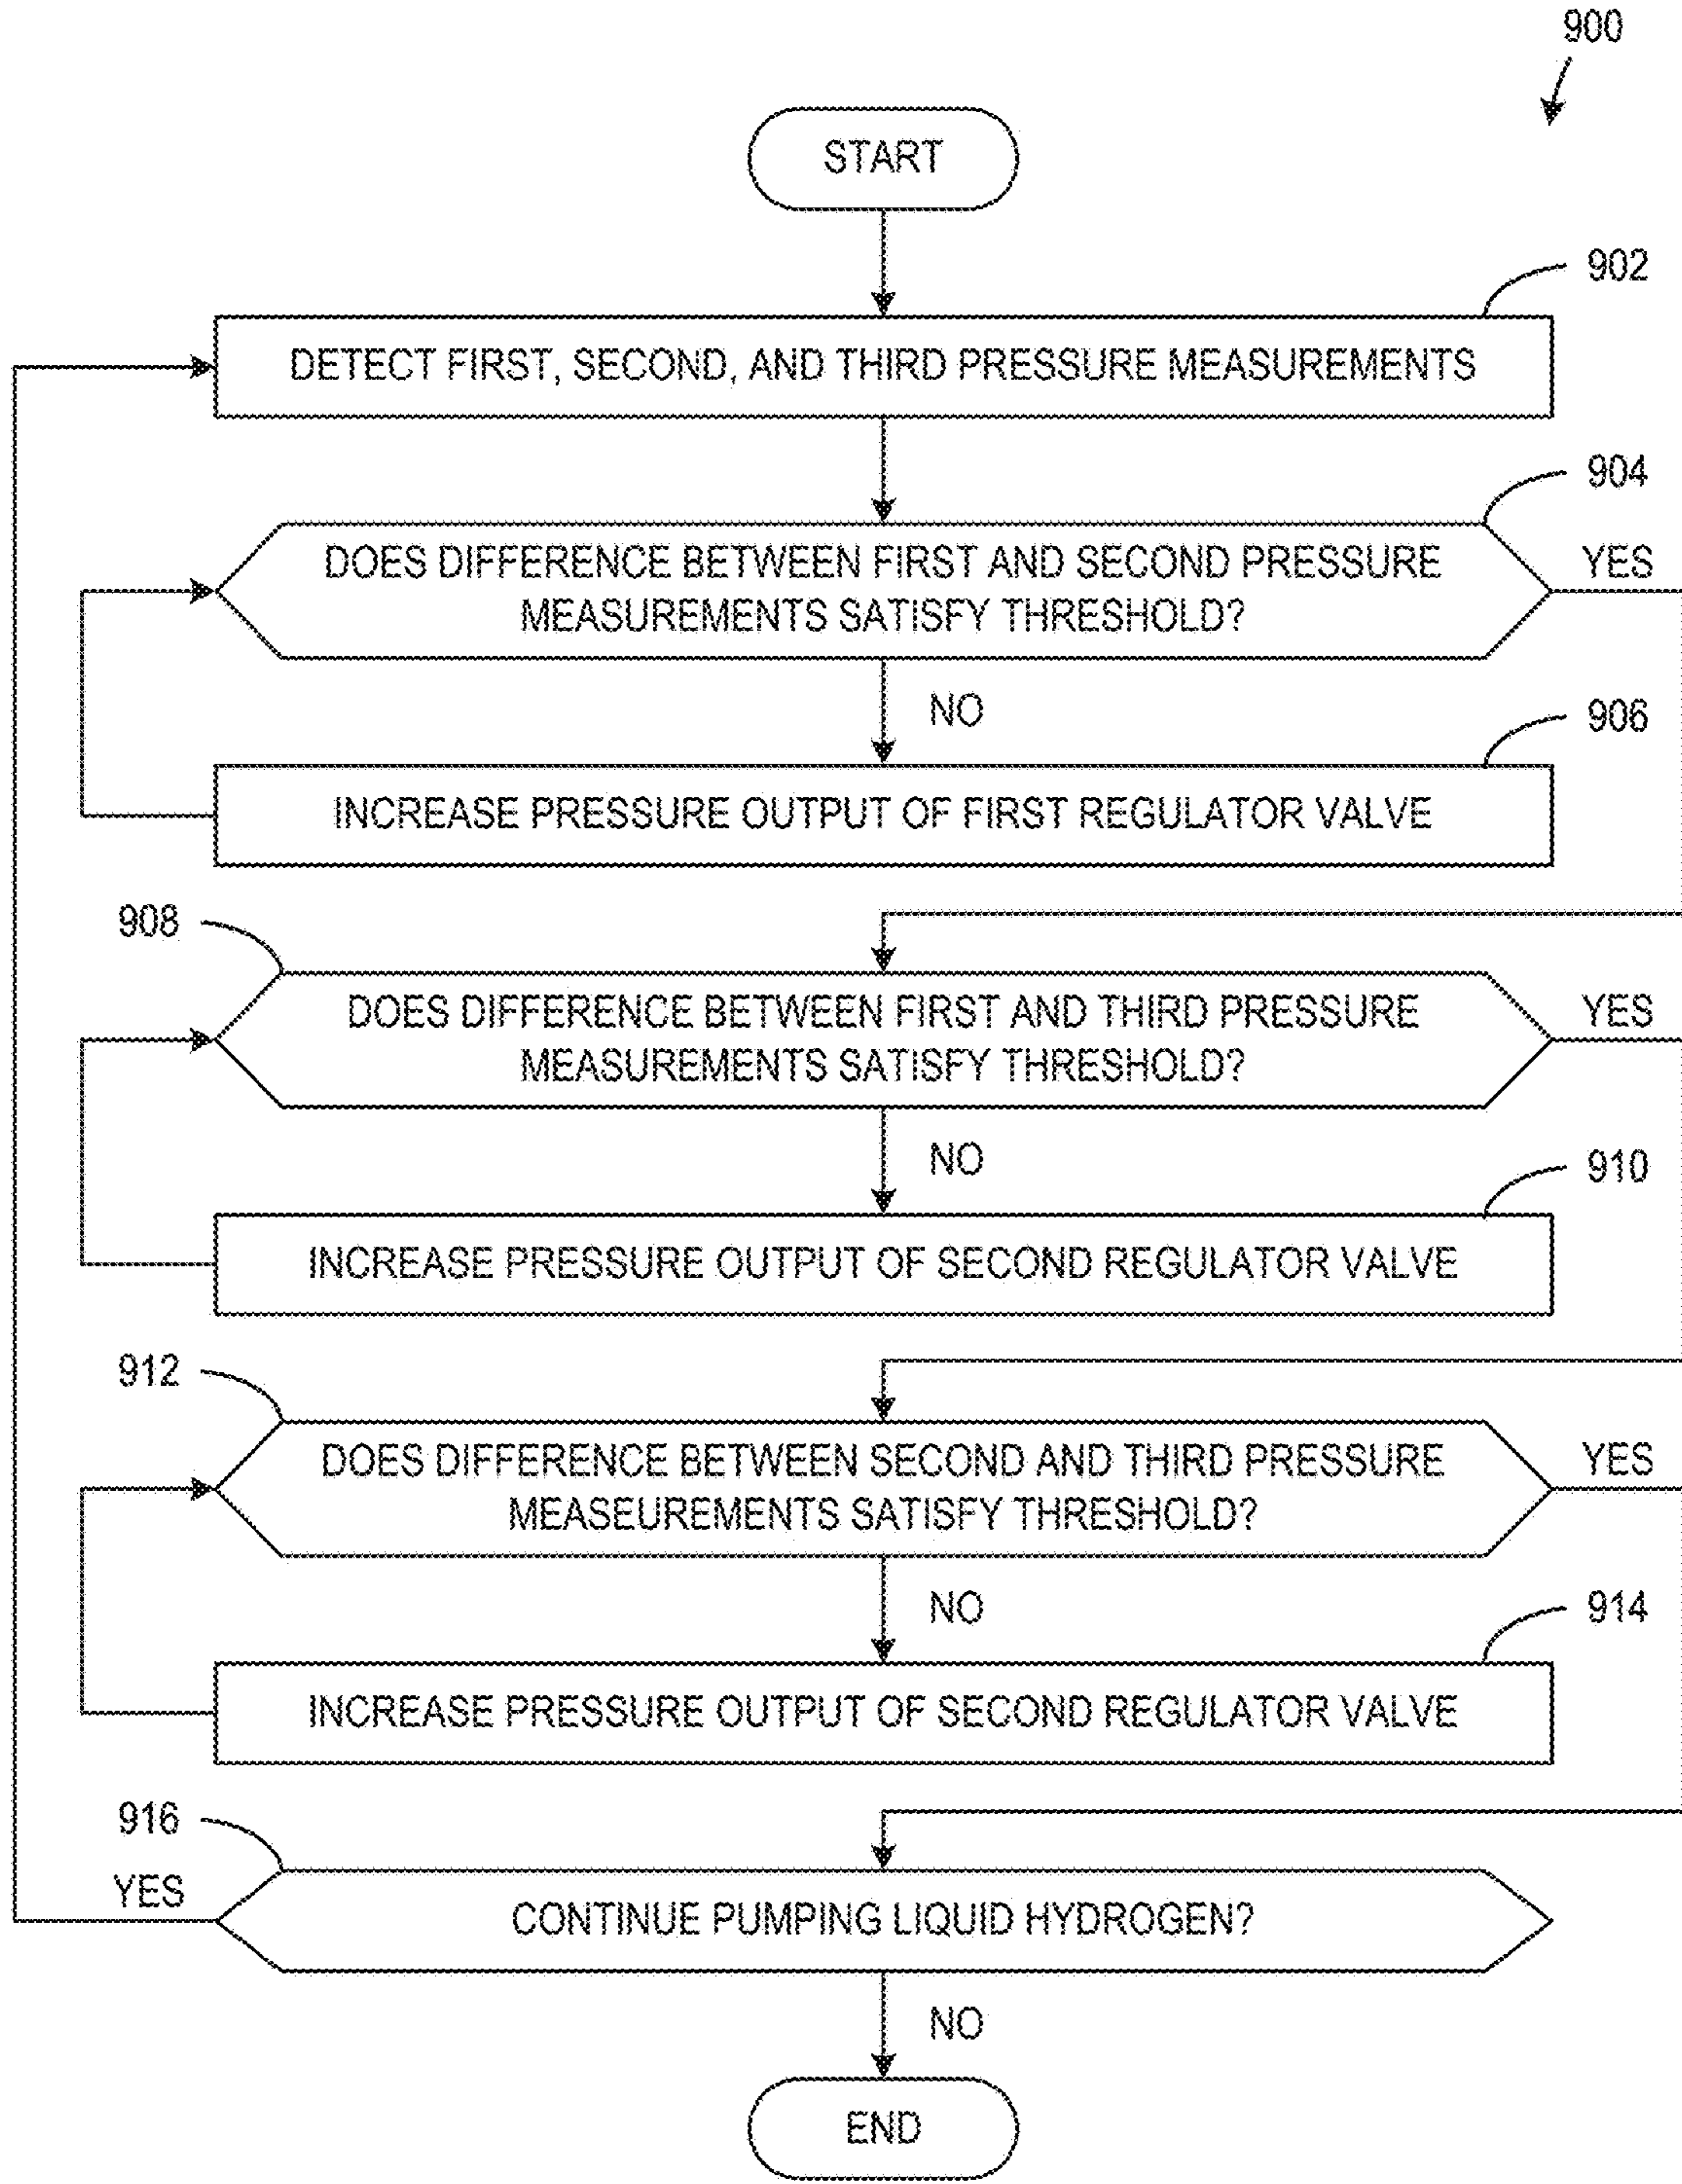 900
START
902
DETECT FIRST, SECOND, AND THIRD PRESSURE MEASUREMENTS
904
DOES DIFFERENCE BETWEEN FIRST AND SECOND PRESSURE
MEASUREMENTS SATISFY THRESHOLD?
YES
NO
906
INCREASE PRESSURE OUTPUT OF FIRST REGULATOR VALVE
908
DOES DIFFERENCE BETWEEN FIRST AND THIRD PRESSURE
MEASUREMENTS SATISFY THRESHOLD?
YES
NO
910
INCREASE PRESSURE OUTPUT OF SECOND REGULATOR VALVE
912
DOES DIFFERENCE BETWEEN SECOND AND THIRD PRESSURE
MEASEUREMENTS SATISFY THRESHOLD?
YES
NO
914
INCREASE PRESSURE OUTPUT OF SECOND REGULATOR VALVE
916
YES
CONTINUE PUMPING LIQUID HYDROGEN?
NO
END